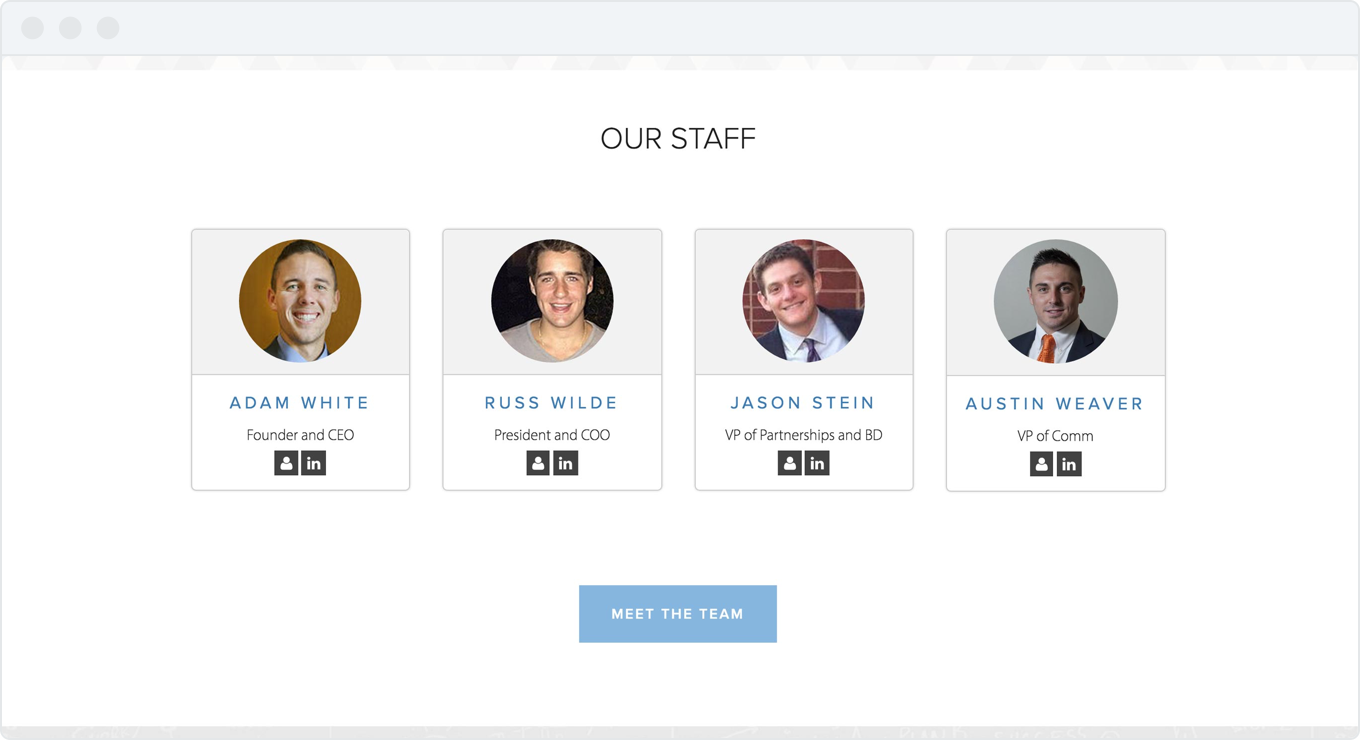 OUR STAFF
ADAM WHITE
Founder and CEO
in
RUSS WILDE
President and COO
in
JASON STEIN
VP of Partnerships and BD
in
AUSTIN WEAVER
VP of Comm
in
MEET THE TEAM